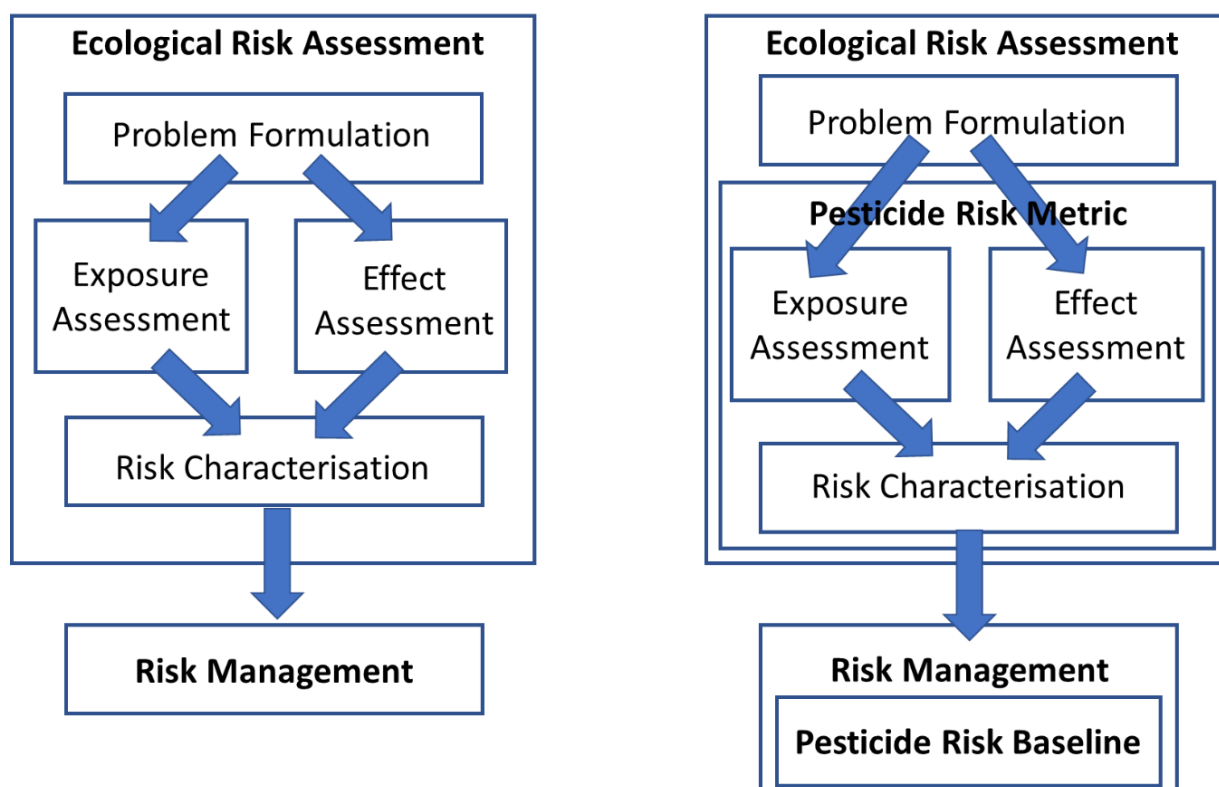 Ecological Risk Assessment
Problem Formulation
Exposure
Assessment
Effect
Assessment
Risk Characterisation
Risk Management
Ecological Risk Assessment
Problem Formulation
Pesticide Risk Metric
Exposure
Assessment
Effect
Assessment
Risk Characterisation
Risk Management
Pesticide Risk Baseline